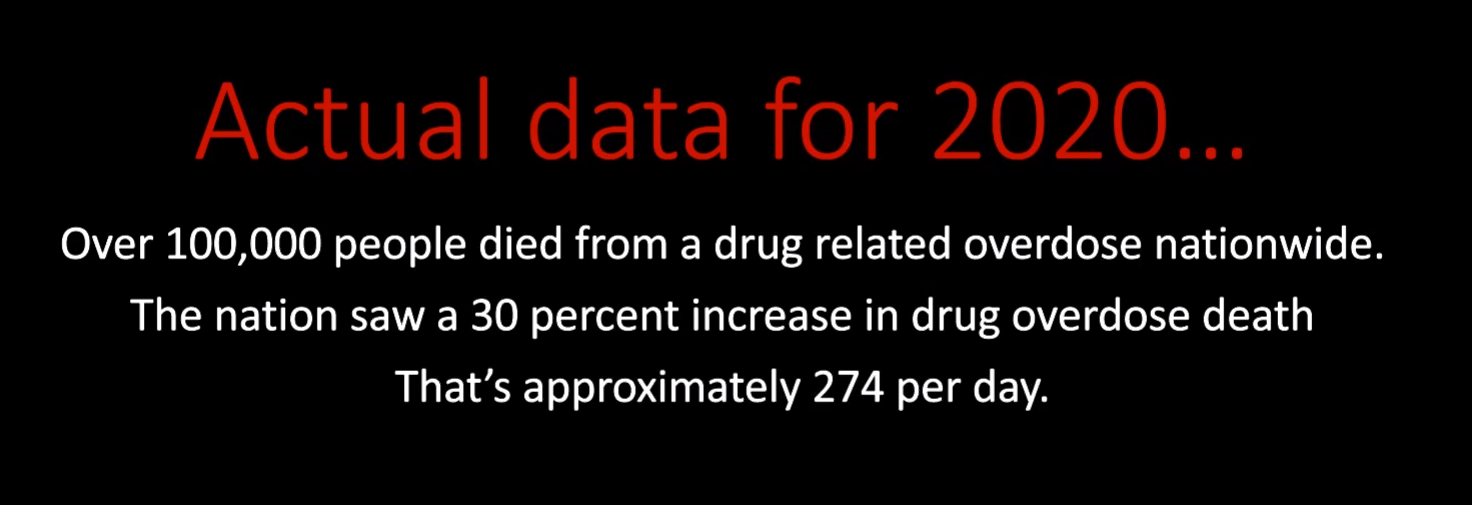 Actual data for 2020...
Over 100,000 people died from a drug related overdose nationwide.
The nation saw a 30 percent increase in drug overdose death
That’s approximately 274 per day.